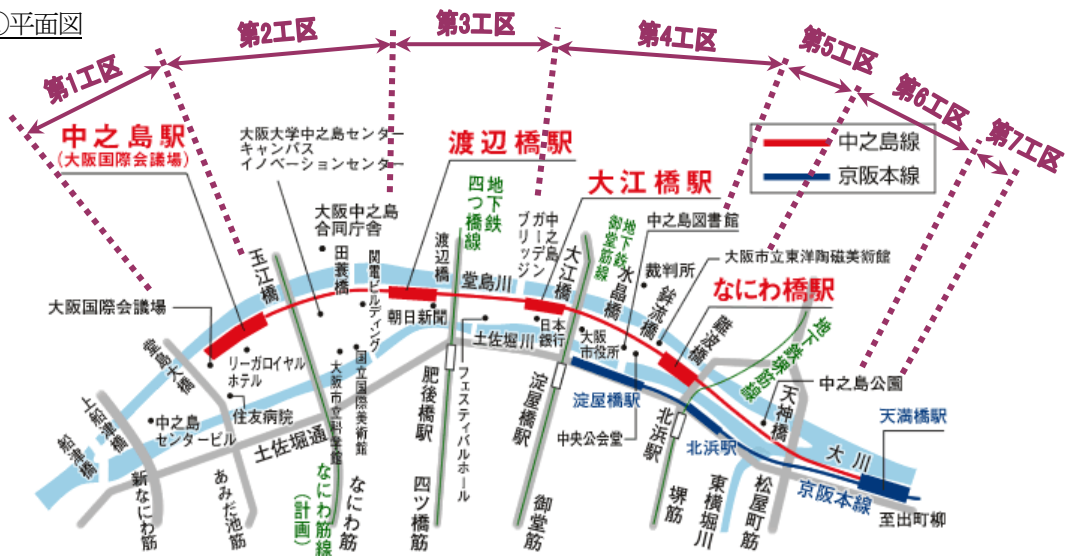 ①平面図
第1工区
第2工区
第3工区
第4工区
第5工区
第6工区
第7工区
中之島駅
(大阪国際会議場)
大阪大学中之島センター
キャンパス
イノベーションセンター
渡辺橋駅
大江橋駅
なにわ橋駅
中之島線
京阪本線
地下鉄
四つ橋線
大阪中之島
合同庁舎
田蓑橋
関電ビルディング
渡辺橋
堂島川
中之島
ガーデン
ブリッジ
大江橋
地下鉄
御堂筋線
水晶橋
中之島図書館
裁判所
大阪市立東洋陶磁美術館
鉾流橋
難波橋
地下鉄堺筋線
玉江橋
大阪国際会議場
堂島大橋
リーガロイヤル
ホテル
住友病院
中之島
センタービル
上船津橋
船津橋
土佐堀通
新なにわ筋
あみだ池筋
なにわ筋線
(計画)
なにわ筋
大阪市立科学館
国立国際美術館
朝日新聞
土佐堀川
肥後橋駅
四ツ橋筋
フェスティバルホール
日本
銀行
大阪
市役所
淀屋橋駅
淀屋橋駅
御堂筋
中央公会堂
北浜駅
北浜駅
堺筋
東横堀川
松屋町筋
天神橋
中之島公園
天満橋駅
大川
京阪本線
至出町柳